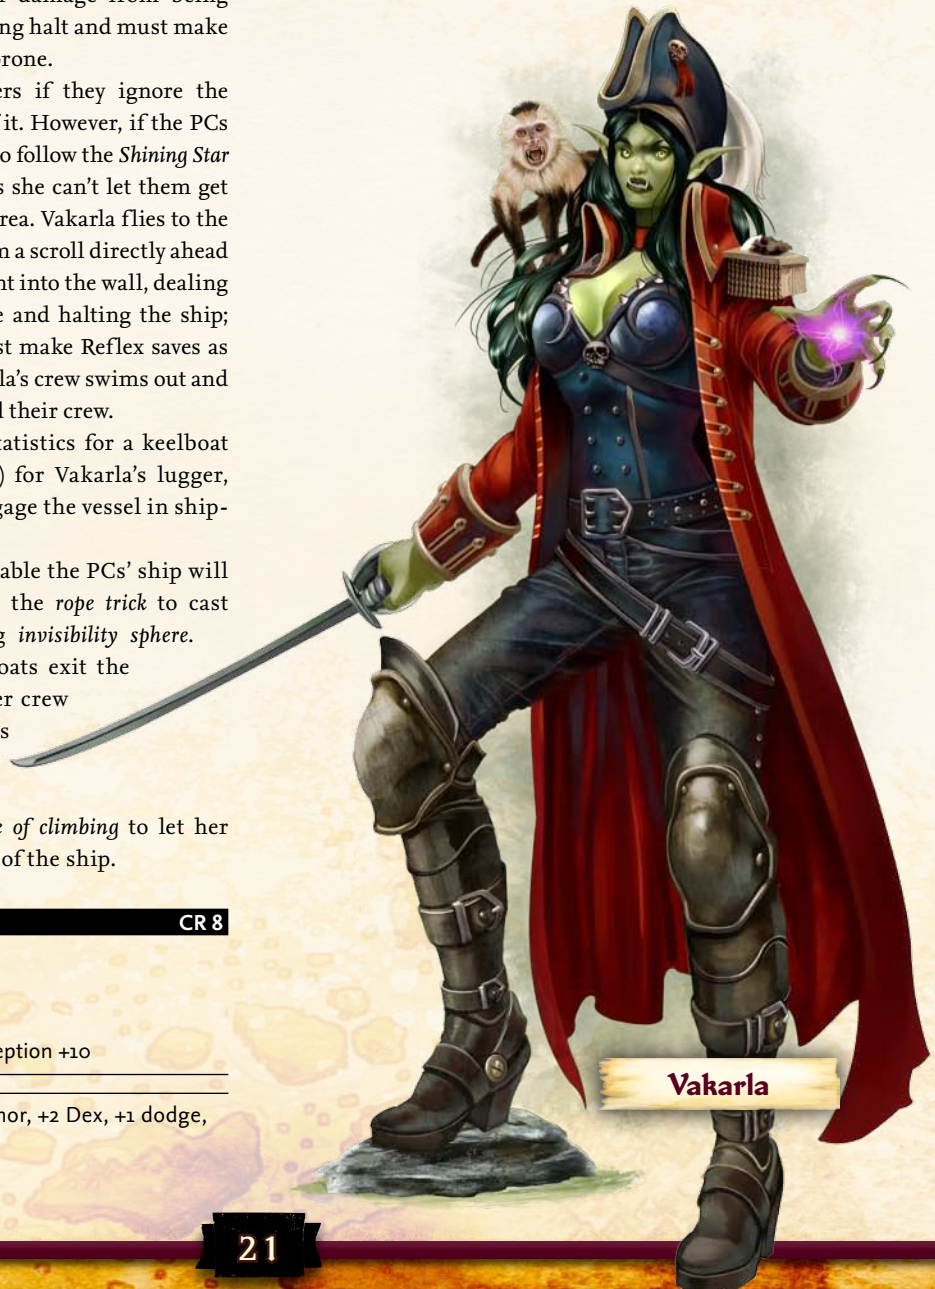 damage from being
ng halt and must make
rone.
ers if they ignore the
it. However, if the PCs
o follow the Shining Star
s she can't let them get
rea. Vakarla flies to the
m a scroll directly ahead
nt into the wall, dealing
e and halting the ship;
st make Reflex saves as
la's crew swims out and
d their crew.
tatistics for a keelboat
) for Vakarla's lugger,
gage the vessel in ship-
able the PCs' ship will
the rope trick to cast
g invisibility sphere.
oats exit the
er crew
s
e of climbing to let her
of the ship.
CR 8
eption +10
mor, +2 Dex, +1 dodge,
Vakarla
21